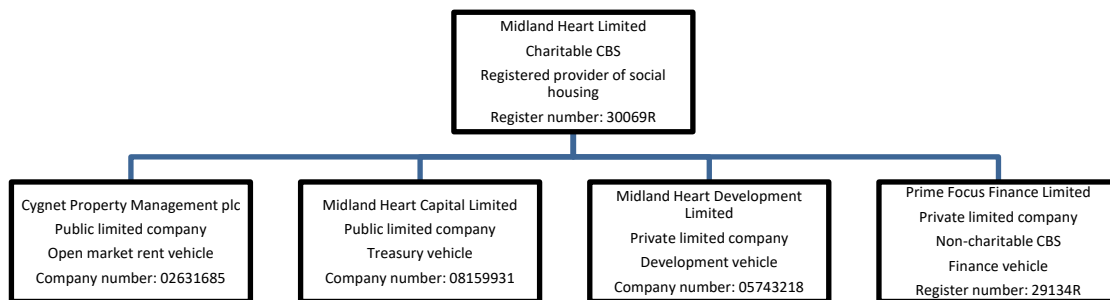 Midland Heart Limited
Charitable CBS
Registered provider of social
housing
Register number: 30069R
Cygnet Property Management plc
Public limited company
Open market rent vehicle
Company number: 02631685
Midland Heart Capital Limited
Public limited company
Treasury vehicle
Company number: 08159931
Midland Heart Development
Limited
Private limited company
Development vehicle
Company number: 05743218
Prime Focus Finance Limited
Private limited company
Non-charitable CBS
Finance vehicle
Register number: 29134R